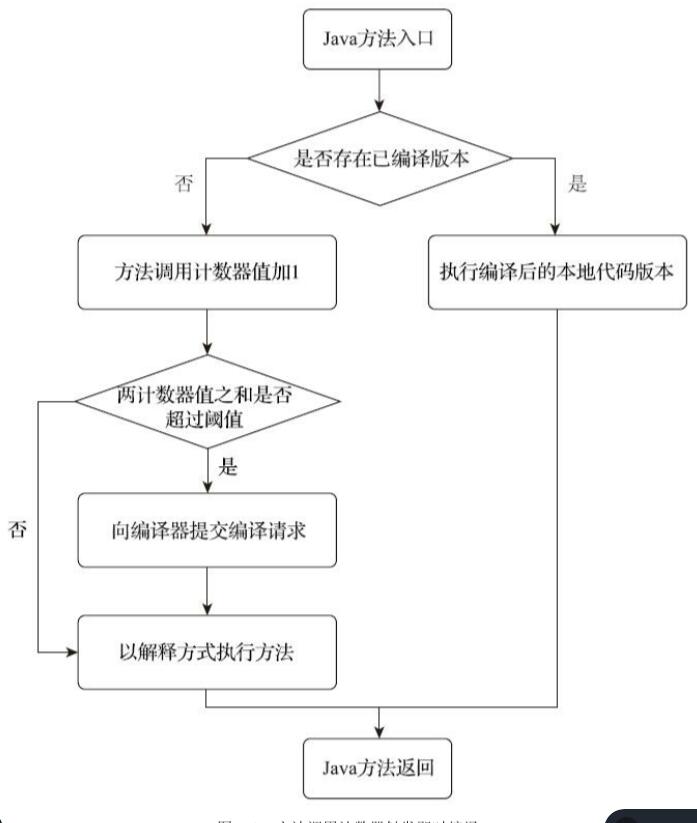 Java方法入口
是否存在已编译版本
否
是
方法调用计数器值加1
执行编译后的本地代码版本
两计数器值之和是否
超过阈值
是
否
向编译器提交编译请求
以解释方式执行方法
Java方法返回